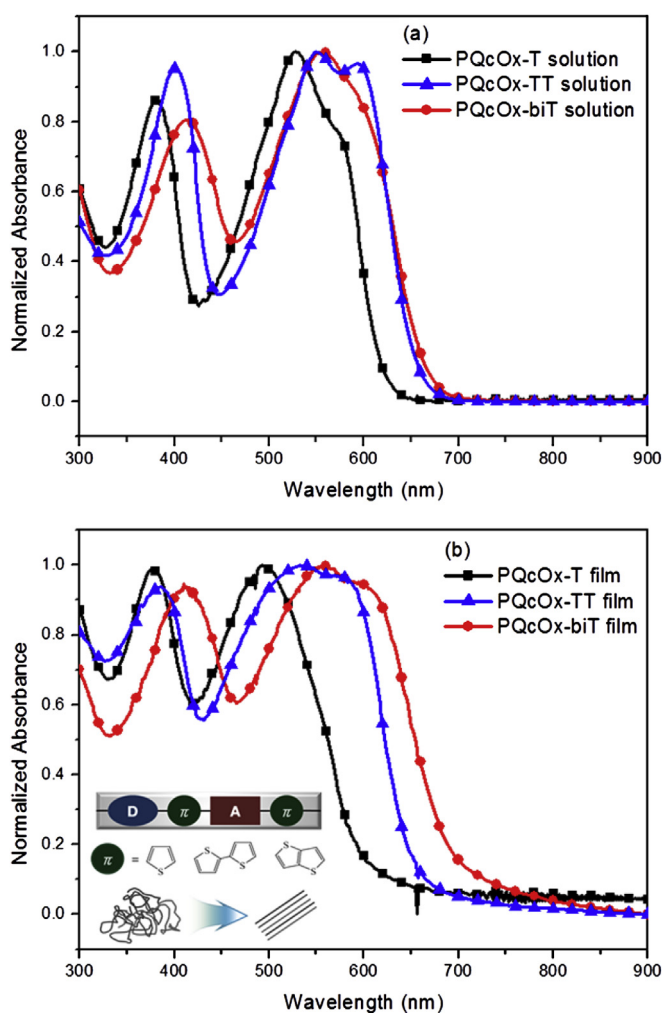 (a)
PQcOx-T solution
PQcOx-TT solution
PQcOx-biT solution
Normalized Absorbance
1.0
0.8
0.6
0.4
0.2
0.0
300 400 500 600 700 800 900
Wavelength (nm)
(b)
PQcOx-T film
PQcOx-TT film
PQcOx-biT film
Normalized Absorbance
1.0
0.8
0.6
0.4
0.2
0.0
D π A π
π = S S S S S
300 400 500 600 700 800 900
Wavelength (nm)